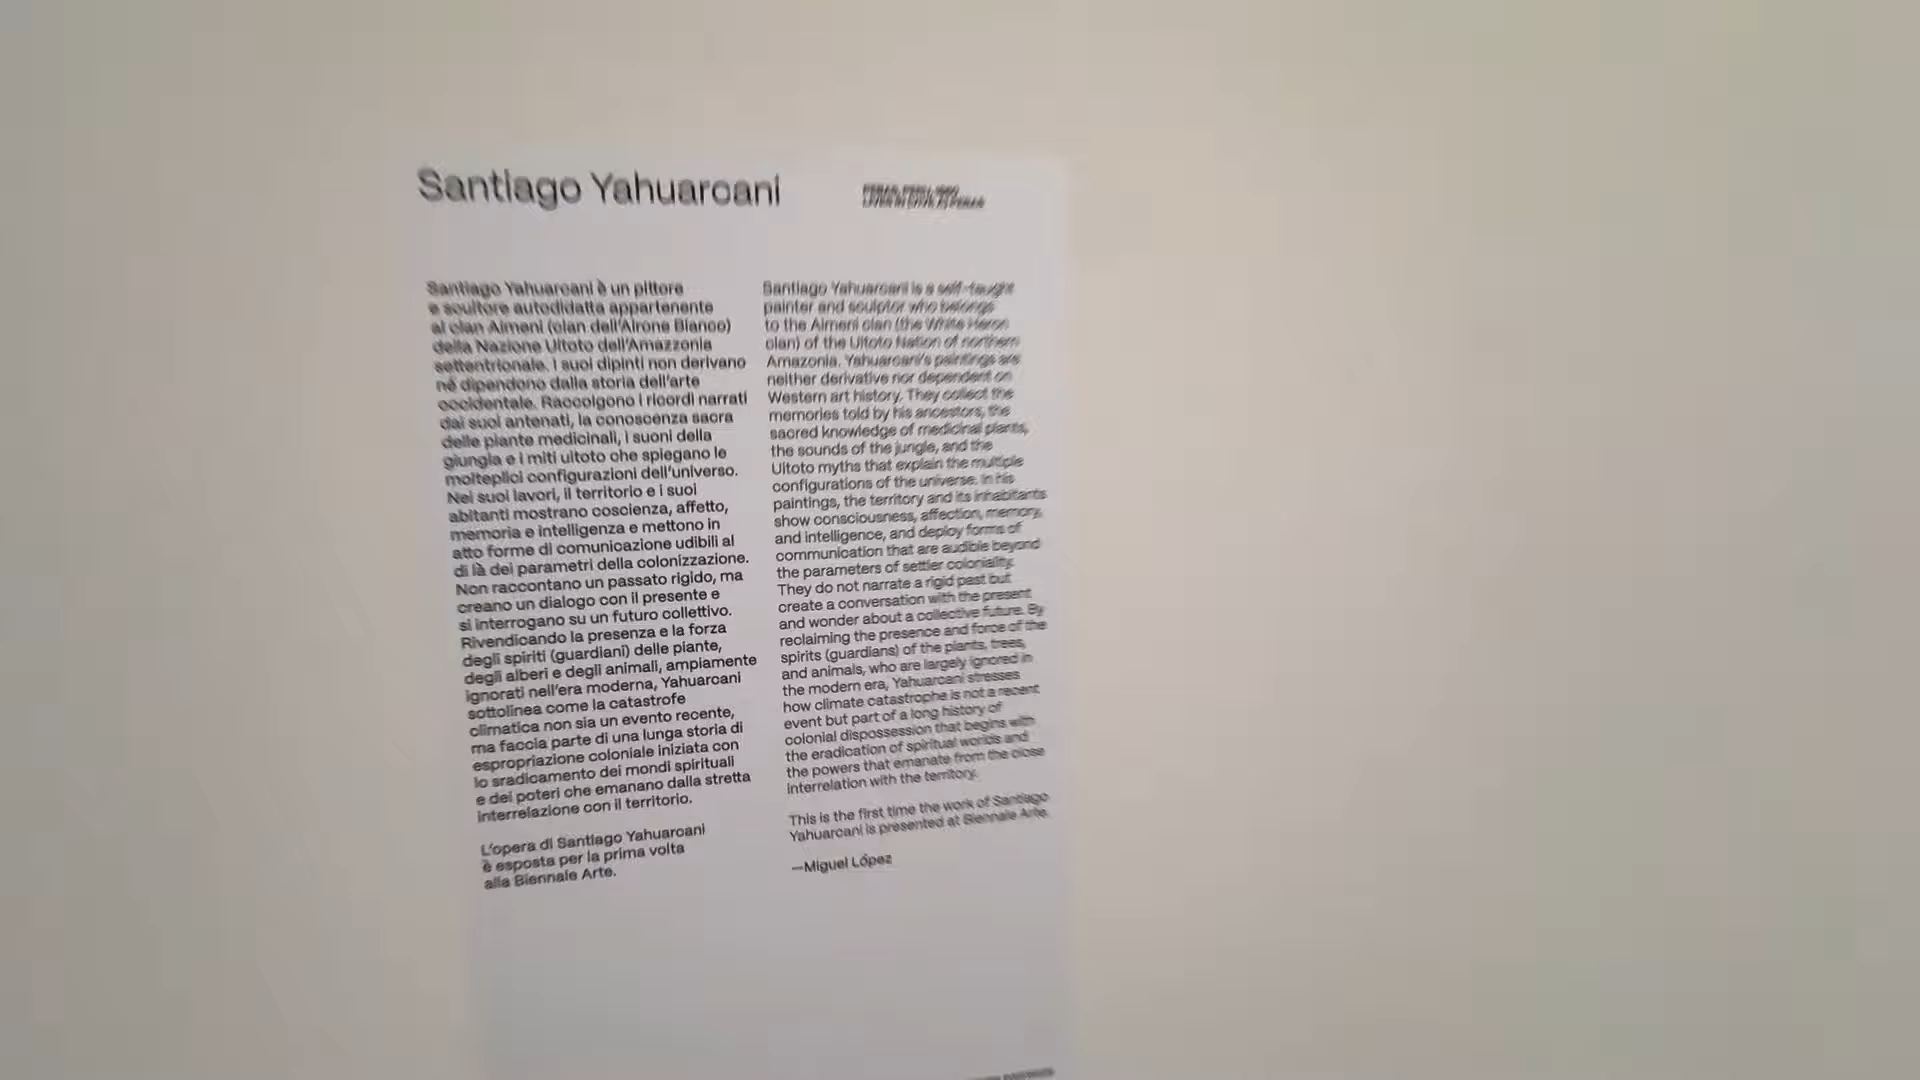 Santiago Yahuarcani
Santiago Yahuarcani è un pittore
e scultore autodidatta appartenente
al clan Aimeni (clan dell'Airone Bianco)
della Nazione Uitoto dell'Amazzonia
settentrionale. I suoi dipinti non derivano
né dipendono dalla storia dell'arte
occidentale. Raccolgono i ricordi narrati
dai suoi antenati, la conoscenza sacra
delle piante medicinali, i suoni della
giungla e i miti uitoto che spiegano le
molteplici configurazioni dell'universo.
Nei suoi lavori, il territorio e i suoi
abitanti mostrano coscienza, affetto,
memoria e intelligenza e mettono in
atto forme di comunicazione udibili al
di là dei parametri della colonizzazione.
Non raccontano un passato rigido, ma
creano un dialogo con il presente e
si interrogano su un futuro collettivo.
Rivendicando la presenza e la forza
degli spiriti (guardiani) delle piante,
degli alberi e degli animali, ampiamente
ignorati nell'era moderna, Yahuarcani
sottolinea come la catastrofe
climatica non sia un evento recente,
ma faccia parte di una lunga storia di
espropriazione coloniale iniziata con
lo sradicamento dei mondi spirituali
e dei poteri che emanano dalla stretta
interrelazione con il territorio.
L'opera di Santiago Yahuarcani
è esposta per la prima volta
alla Biennale Arte.
Santiago Yahuarcani is a self-taught
painter and sculptor who belongs
to the Aimeni clan (the White Heron
clan) of the Uitoto Nation of northern
Amazonia. Yahuarcani's paintings are
neither derivative nor dependent on
Western art history. They collect the
memories told by his ancestors, the
sacred knowledge of medicinal plants,
the sounds of the jungle, and the
Uitoto myths that explain the multiple
configurations of the universe. In his
paintings, the territory and its inhabitants
show consciousness, affection, memory,
and intelligence, and deploy forms of
communication that are audible beyond
the parameters of settler coloniality.
They do not narrate a rigid past but
create a conversation with the present
and wonder about a collective future. By
reclaiming the presence and force of the
spirits (guardians) of the plants, trees,
and animals, who are largely ignored in
the modern era, Yahuarcani stresses
how climate catastrophe is not a recent
event but part of a long history of
colonial dispossession that begins with
the eradication of spiritual worlds and
the powers that emanate from the close
interrelation with the territory.
This is the first time the work of Santiago
Yahuarcani is presented at Biennale Arte.
—Miguel López